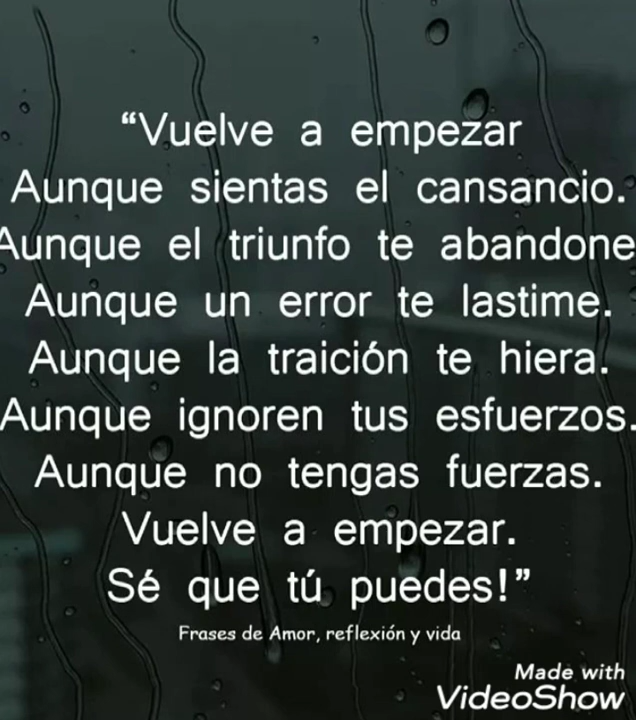 “Vuelve a empezar
Aunque sientas el cansancio.
Aunque el triunfo te abandone
Aunque un error te lastime.
Aunque la traición te hiera.
Aunque ignoren tus esfuerzos.
Aunque no tengas fuerzas.
Vuelve a empezar.
Sé que tú puedes!”
Frases de Amor, reflexión y vida
Made with
VideoShow